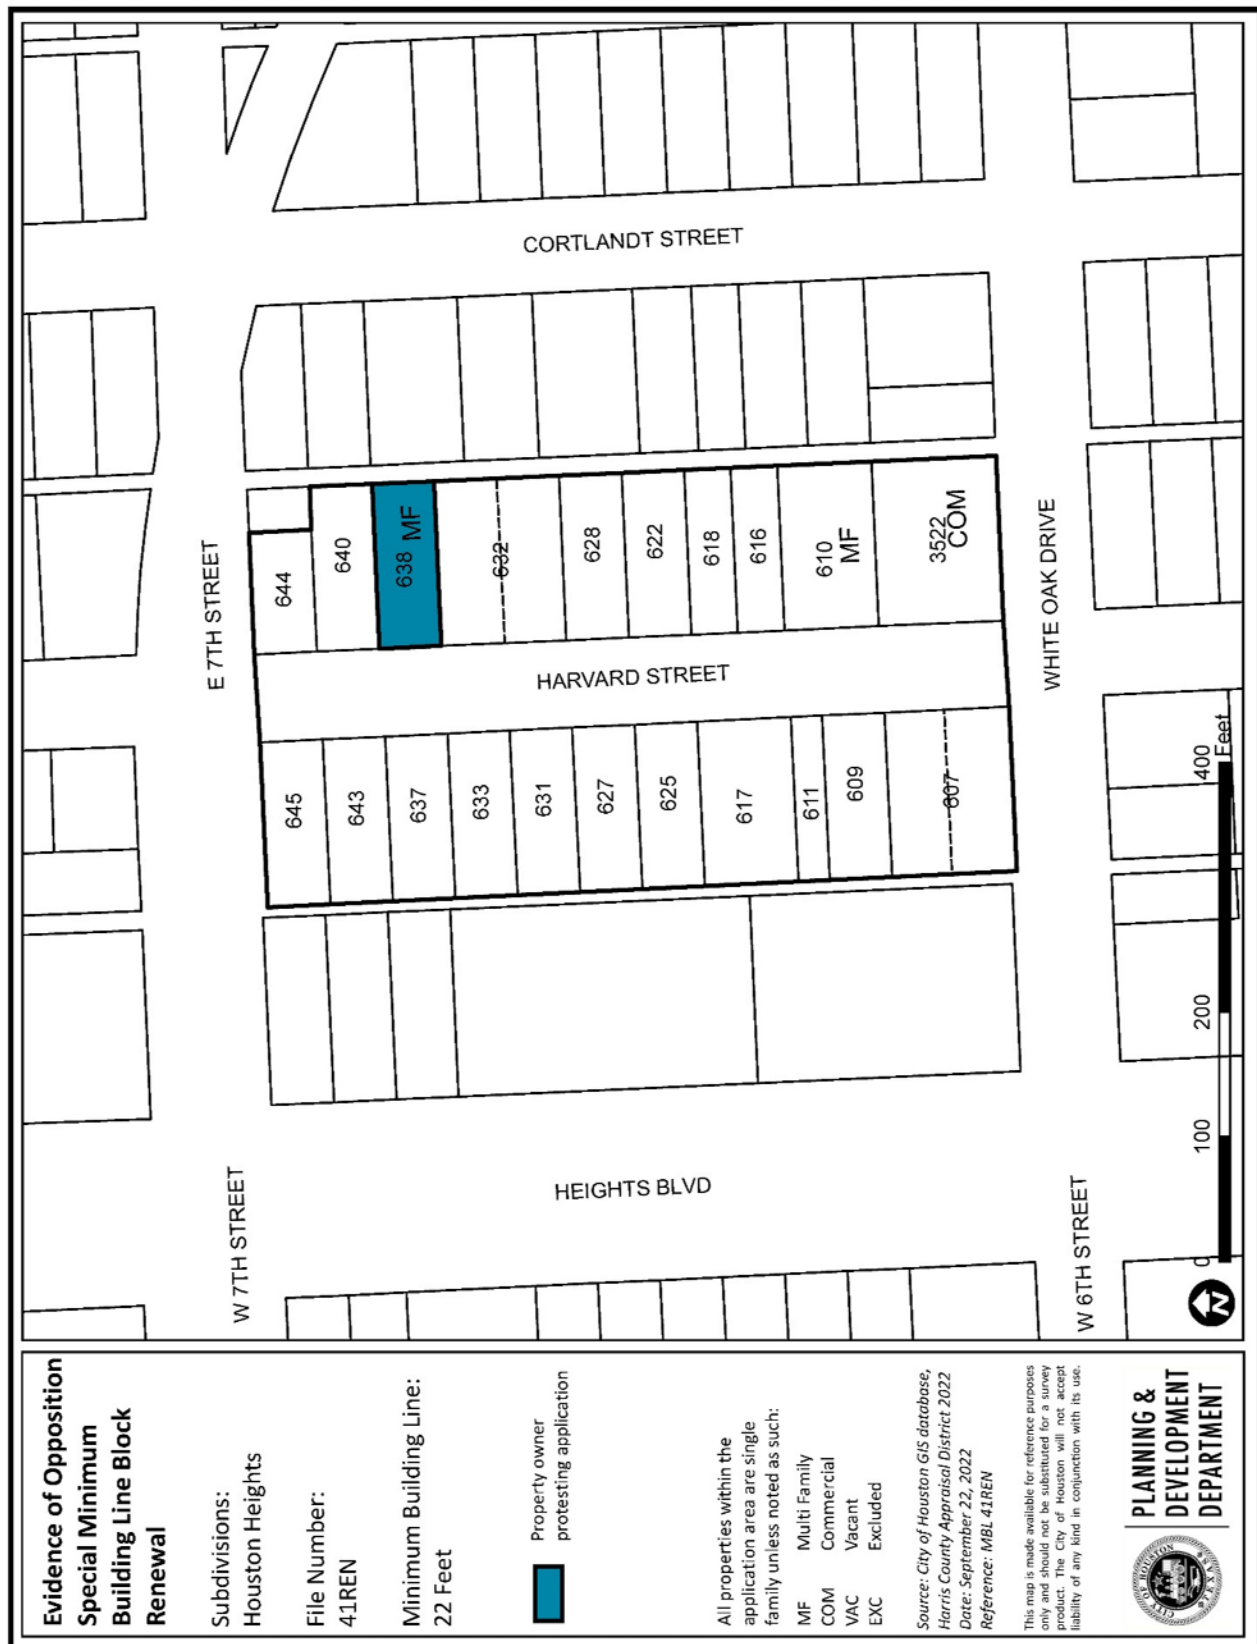 Evidence of Opposition
Special Minimum
Building Line Block
Renewal
Subdivisions:
Houston Heights
File Number:
41REN
Minimum Building Line:
22 Feet
Property owner
protesting application
All properties within the
application area are single
family unless noted as such:
MF Multi Family
COM Commercial
VAC Vacant
EXC Excluded
Source: City of Houston GIS database,
Harris County Appraisal District 2022
Date: September 22, 2022
Reference: MBL 41REN
This map is made available for reference purposes
only and should not be substituted for a survey
product. The City of Houston will not accept
liability of any kind in conjunction with its use.
CITY OF HOUSTON
TEXAS
PLANNING &
DEVELOPMENT
DEPARTMENT
W 7TH STREET
E 7TH STREET
HEIGHTS BLVD
HARVARD STREET
CORTLANDT STREET
645
643
637
633
631
627
625
617
611
609
607
644
640
638 MF
632
628
622
618
616
610
MF
3522
COM
W 6TH STREET
WHITE OAK DRIVE
N
0 100 200 400
Feet